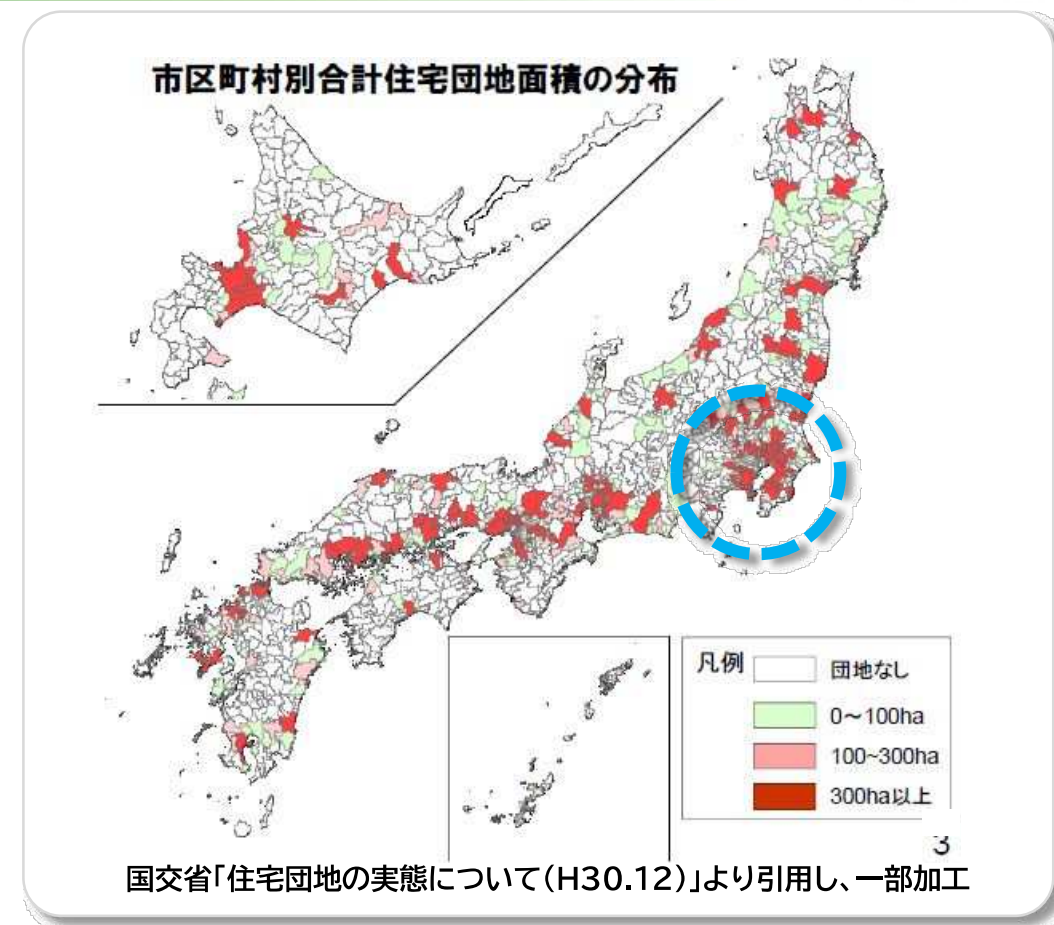 市区町村別合計住宅団地面積の分布
凡例
団地なし
0～100ha
100~300ha
300ha以上
3
国交省「住宅団地の実態について(H30.12)」より引用し、一部加工